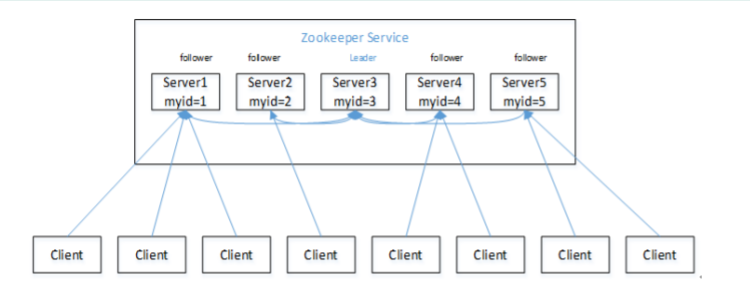 Zookeeper Service
follower follower Leader follower follower
Server1 Server2 Server3 Server4 Server5
myid=1 myid=2 myid=3 myid=4 myid=5
Client Client Client Client Client Client Client Client